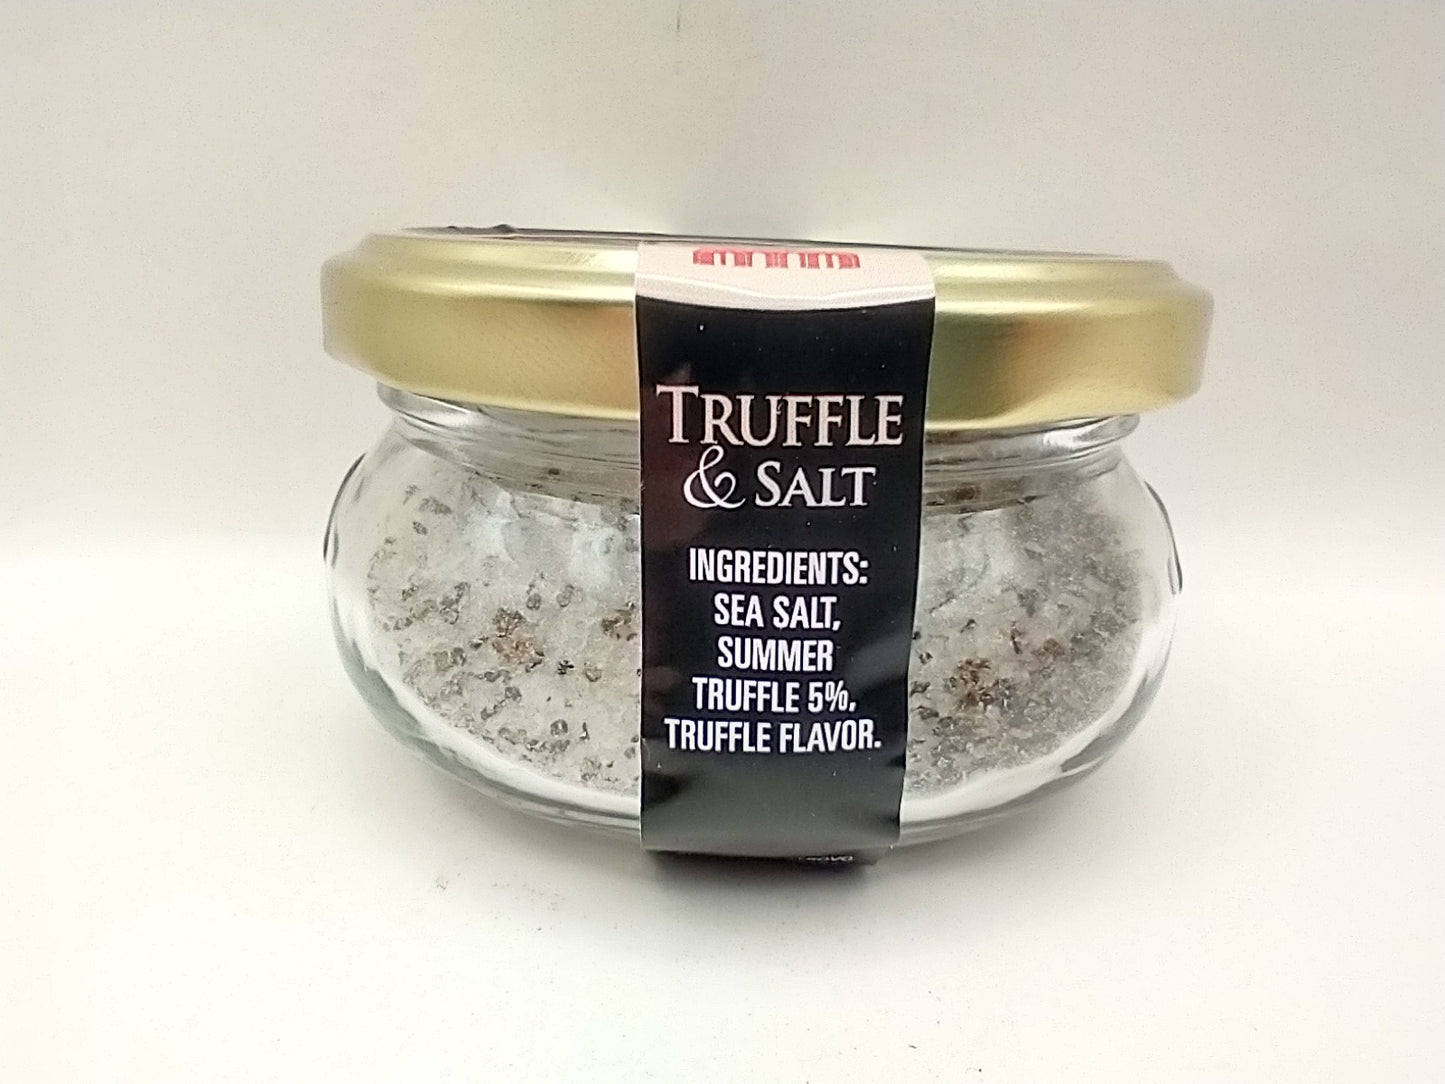 TRUFFLE
& SALT
INGREDIENTS:
SEA SALT,
SUMMER
TRUFFLE 5%,
TRUFFLE FLAVOR.